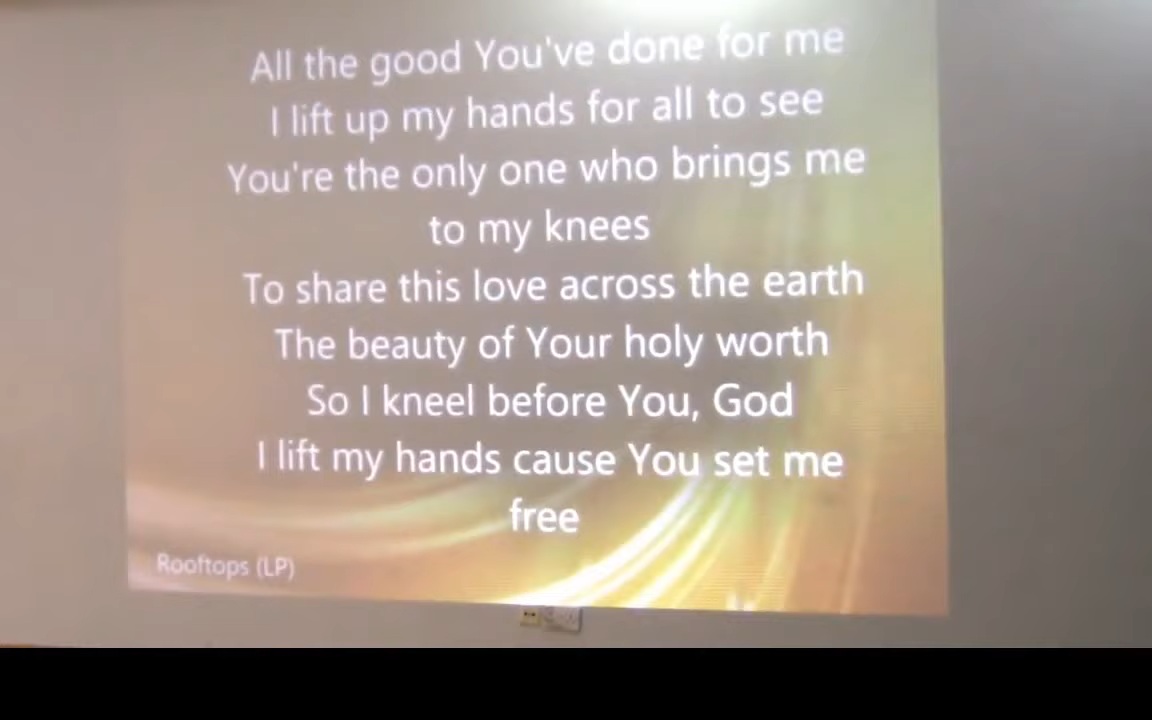 All the good You've done for me
I lift up my hands for all to see
You're the only one who brings me
to my knees
To share this love across the earth
The beauty of Your holy worth
So I kneel before You, God
I lift my hands cause You set me
free
Rooftops (LP)